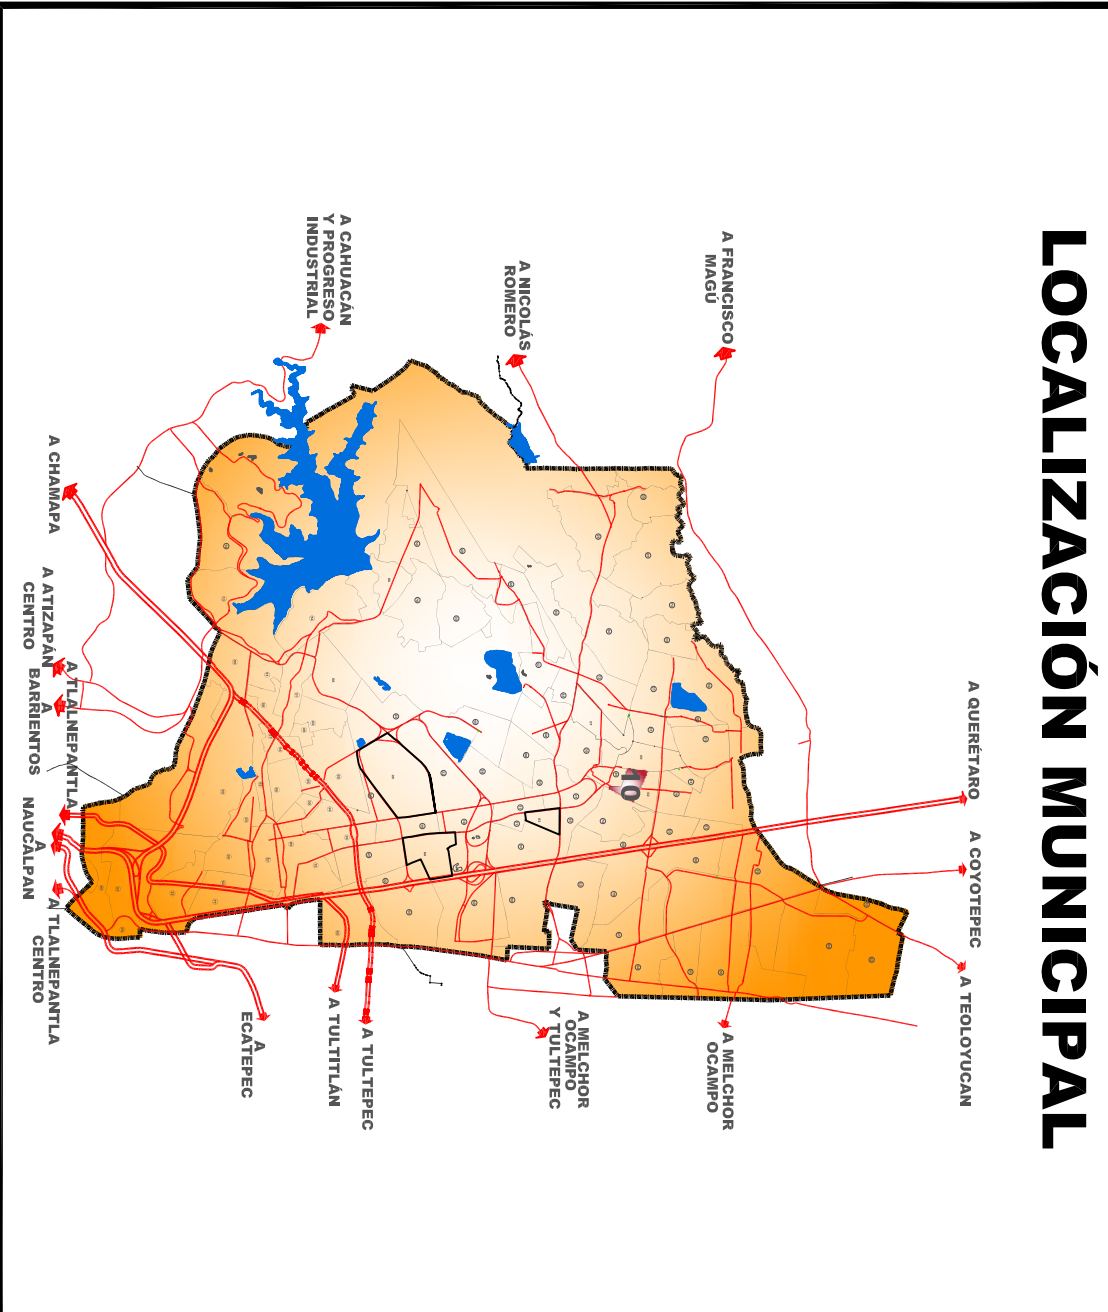 LOCALIZACIÓN MUNICIPAL
A QUERÉTARO
A COYOTEPEC
A TEOLOYUCAN
A FRANCISCO
MAGÚ
A MELCHOR
OCAMPO
A NICOLÁS
ROMERO
A MELCHOR
OCAMPO
Y TULTEPEC
10
A CAHUACÁN
Y PROGRESO
INDUSTRIAL
A TULTEPEC
A TULTITLÁN
A
ECATEPEC
A CHAMAPA
A ATIZAPÁN
CENTRO
A TLALNEPANTLA
A
BARRIENTOS
A
NAUCALPAN
A TLALNEPANTLA
CENTRO